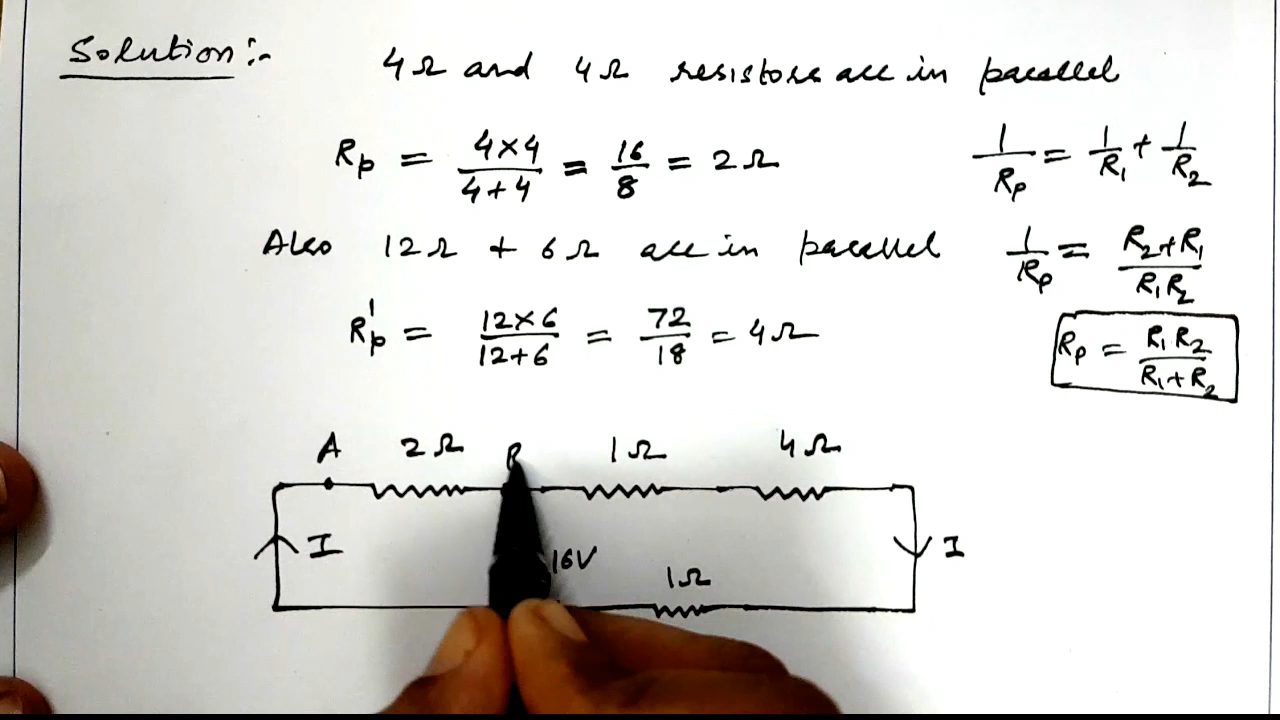 Solution :-
4Ω and 4Ω resistors are in parallel
Rp = 4×4 / 4+4 = 16/8 = 2Ω
1/Rp = 1/R1 + 1/R2
Also 12Ω + 6Ω are in parallel
1/Rp = R2+R1 / R1R2
R'p = 12×6 / 12+6 = 72/18 = 4Ω
Rp = R1R2 / R1+R2
A 2Ω 1Ω 4Ω
I 16V 1Ω I